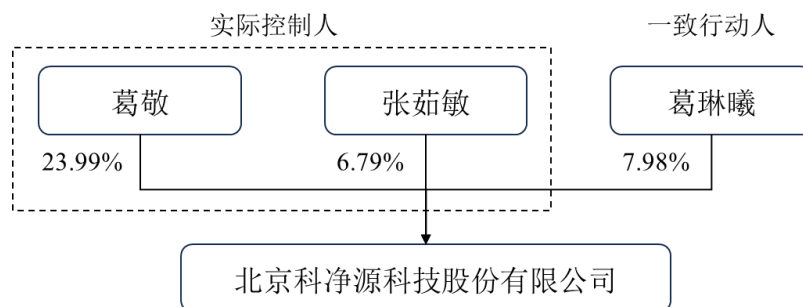 实际控制人 一致行动人
葛敬 张茹敏 葛琳曦
23.99% 6.79% 7.98%
北京科净源科技股份有限公司